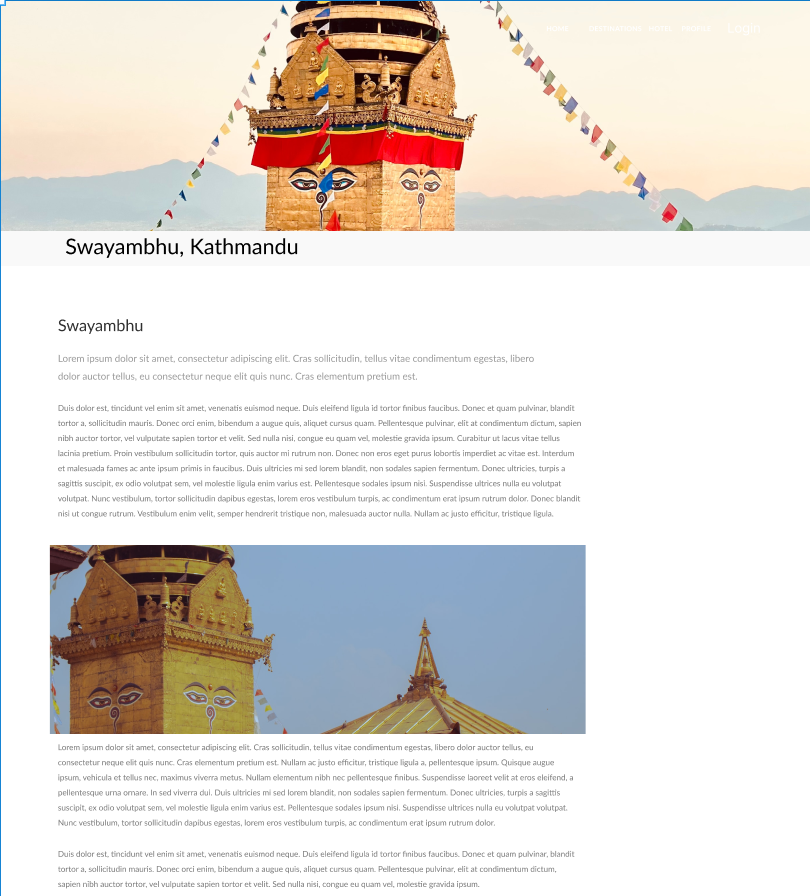 HOME DESTINATIONS HOTEL PROFILE Login
Swayambhu, Kathmandu
Swayambhu
Lorem ipsum dolor sit amet, consectetur adipiscing elit. Cras sollicitudin, tellus vitae condimentum egestas, libero
dolor auctor tellus, eu consectetur neque elit quis nunc. Cras elementum pretium est.
Duis dolor est, tincidunt vel enim sit amet, venenatis euismod neque. Duis eleifend ligula id tortor finibus faucibus. Donec et quam pulvinar, blandit
tortor a, sollicitudin mauris. Donec orci enim, bibendum a augue quis, aliquet cursus quam. Pellentesque pulvinar, elit at condimentum dictum, sapien
nibh auctor tortor, vel vulputate sapien tortor et velit. Sed nulla nisi, congue eu quam vel, molestie gravida ipsum. Curabitur ut lacus vitae tellus
lacinia pretium. Proin vestibulum sollicitudin tortor, quis auctor mi rutrum non. Donec non eros eget purus lobortis imperdiet ac vitae est. Interdum
et malesuada fames ac ante ipsum primis in faucibus. Duis ultricies mi sed lorem blandit, non sodales sapien fermentum. Donec ultricies, turpis a
sagittis suscipit, ex odio volutpat sem, vel molestie ligula enim varius est. Pellentesque sodales ipsum nisi. Suspendisse ultrices nulla eu volutpat
volutpat. Nunc vestibulum, tortor sollicitudin dapibus egestas, lorem eros vestibulum turpis, ac condimentum erat ipsum rutrum dolor. Donec blandit
nisi ut congue rutrum. Vestibulum enim velit, semper hendrerit tristique non, malesuada auctor nulla. Nullam ac justo efficitur, tristique ligula.
Lorem ipsum dolor sit amet, consectetur adipiscing elit. Cras sollicitudin, tellus vitae condimentum egestas, libero dolor auctor tellus, eu
consectetur neque elit quis nunc. Cras elementum pretium est. Nullam ac justo efficitur, tristique ligula a, pellentesque ipsum. Quisque augue
ipsum, vehicula et tellus nec, maximus viverra metus. Nullam elementum nibh nec pellentesque finibus. Suspendisse laoreet velit at eros eleifend, a
pellentesque urna ornare. In sed viverra dui. Duis ultricies mi sed lorem blandit, non sodales sapien fermentum. Donec ultricies, turpis a sagittis
suscipit, ex odio volutpat sem, vel molestie ligula enim varius est. Pellentesque sodales ipsum nisi. Suspendisse ultrices nulla eu volutpat volutpat.
Nunc vestibulum, tortor sollicitudin dapibus egestas, lorem eros vestibulum turpis, ac condimentum erat ipsum rutrum dolor.
Duis dolor est, tincidunt vel enim sit amet, venenatis euismod neque. Duis eleifend ligula id tortor finibus faucibus. Donec et quam pulvinar, blandit
tortor a, sollicitudin mauris. Donec orci enim, bibendum a augue quis, aliquet cursus quam. Pellentesque pulvinar, elit at condimentum,
sapien nibh auctor tortor, vel vulputate sapien tortor et velit. Sed nulla nisi, congue eu quam vel, molestie gravida ipsum.